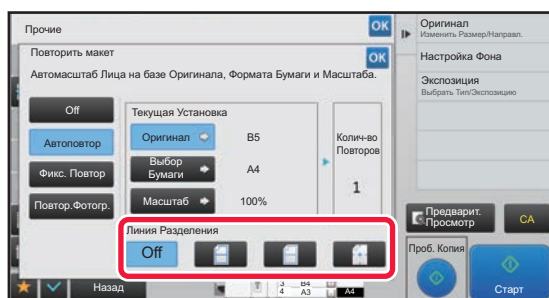 Прочие
OK
Повторить макет
OK
Автомасштаб Лица на базе Оригинала, Формата Бумаги и Масштаба.
Off
Автоповтор
Фикс. Повтор
Повтор.Фотогр.
Текущая Установка
Оригинал
B5
Выбор
Бумаги
A4
Масштаб
100%
Колич-во
Повторов
1
Линия Разделения
Off
Назад
3 B4
4 A3
A4
Оригинал
Изменить Размер/Направл.
Настройка Фона
Экспозиция
Выбрать Тип/Экспозицию
Предварит.
Просмотр
CA
Проб. Копия
Старт